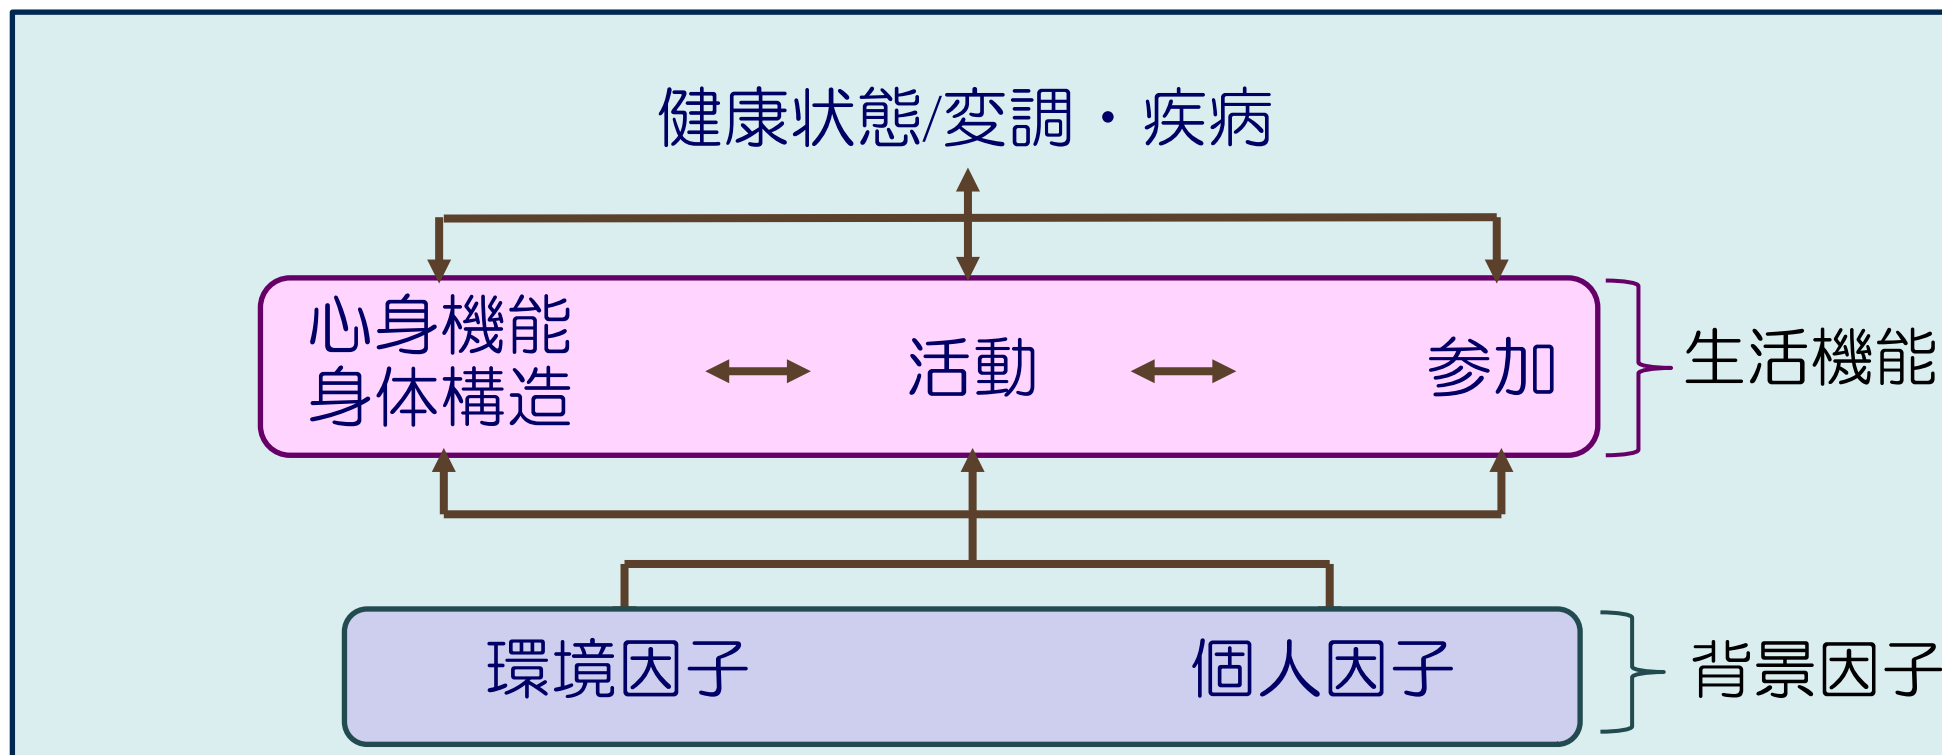 健康状態/変調・疾病
心身機能
身体構造
活動
参加
生活機能
環境因子
個人因子
背景因子